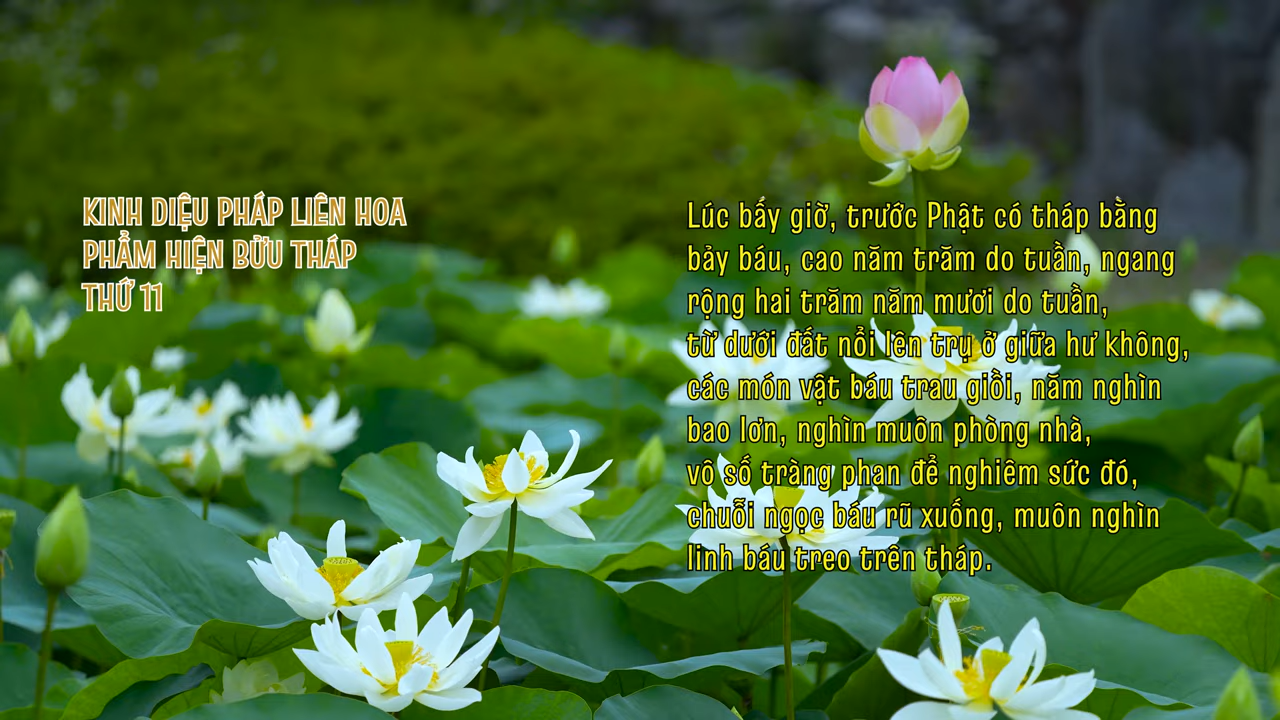 KINH DIỆU PHÁP LIÊN HOA
PHẨM HIỆN BỬU THÁP
THỨ 11
Lúc bấy giờ, trước Phật có tháp bằng
bảy báu, cao năm trăm do tuần, ngang
rộng hai trăm năm mươi do tuần,
từ dưới đất nổi lên trụ ở giữa hư không,
các món vật báu trau giồi, năm nghìn
bao lơn, nghìn muôn phòng nhà,
vô số tràng phan để nghiêm sức đó,
chuỗi ngọc báu rũ xuống, muôn nghìn
linh báu treo trên tháp.